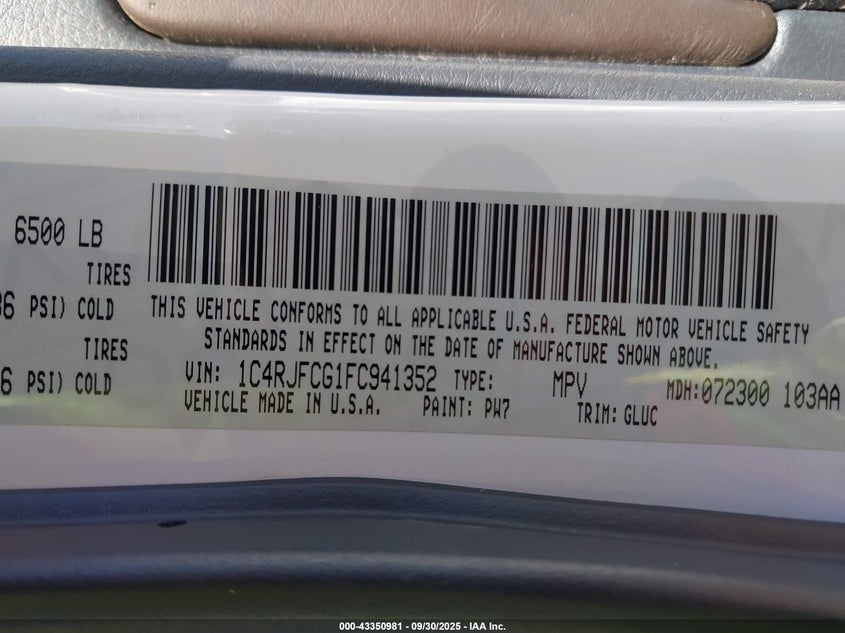 6500 LB
TIRES
36 PSI) COLD
TIRES
6 PSI) COLD
THIS VEHICLE CONFORMS TO ALL APPLICABLE U.S.A. FEDERAL MOTOR VEHICLE SAFETY
STANDARDS IN EFFECT ON THE DATE OF MANUFACTURE SHOWN ABOVE.
VIN: 1C4RJFCG1FC941352 TYPE: MPV MDH:072300 103AA
VEHICLE MADE IN U.S.A. PAINT: PW7 TRIM: GLUC
000-43350981 - 09/30/2025 - IAA Inc.